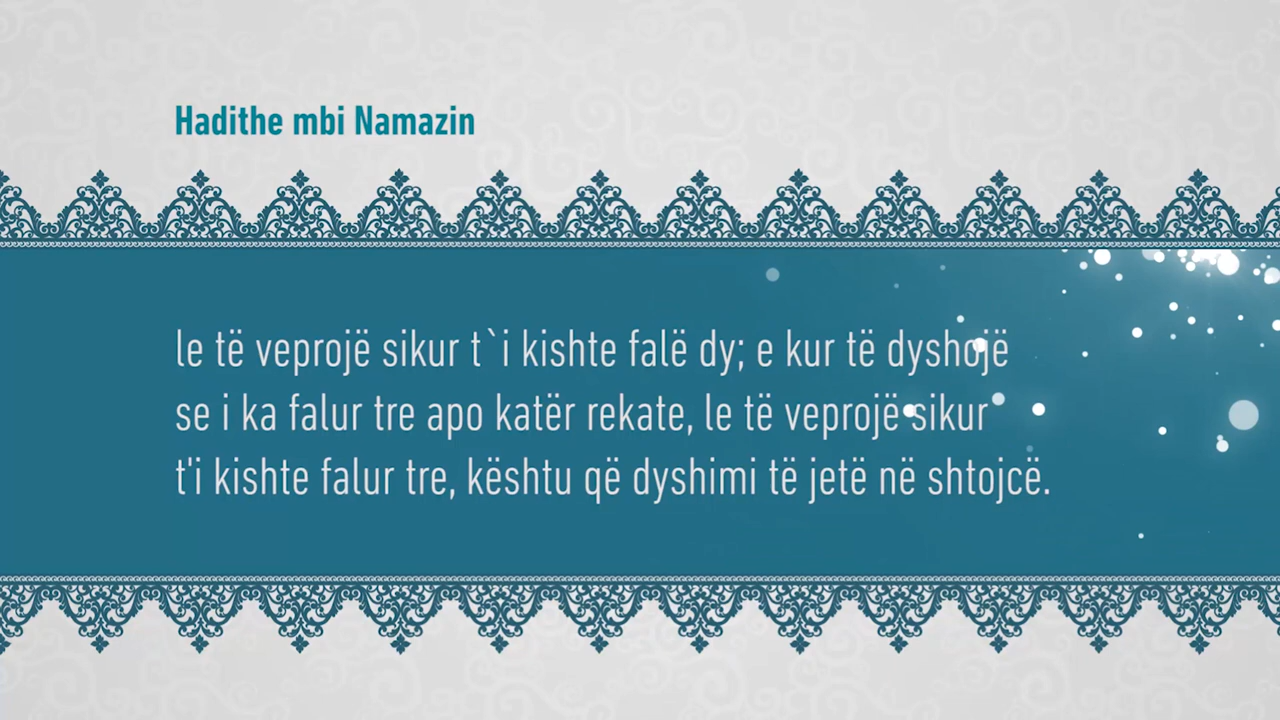 Hadithe mbi Namazin
le të veprojë sikur t`i kishte falë dy; e kur të dyshojë
se i ka falur tre apo katër rekate, le të veprojë sikur
t'i kishte falur tre, kështu që dyshimi të jetë në shtojcë.